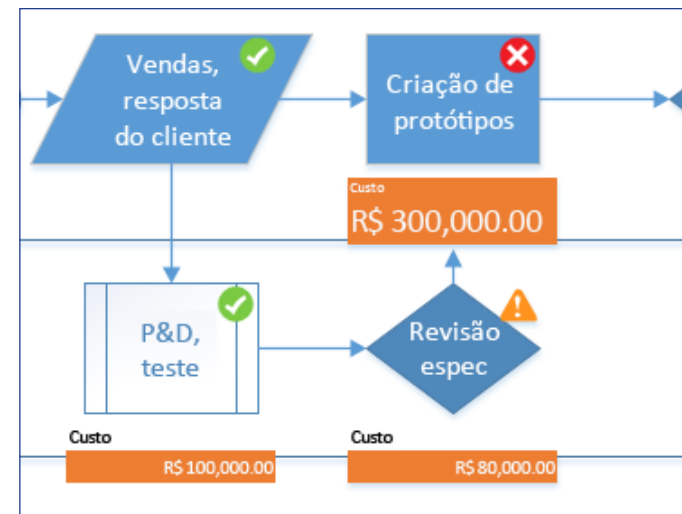 Vendas,
resposta
do cliente
Criação de
protótipos
Custo
R$ 300,000.00
P&D,
teste
Revisão
espec
Custo
R$ 100,000.00
Custo
R$ 80,000.00